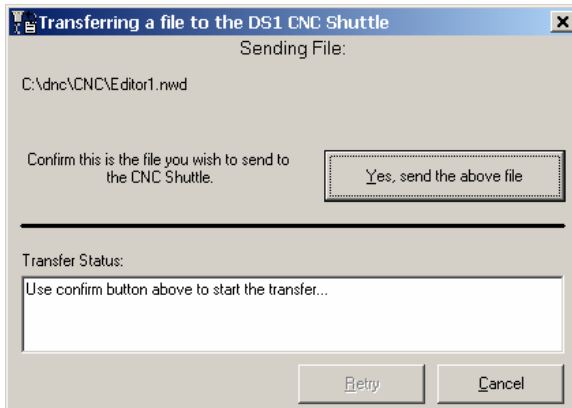 Transferring a file to the DS1 CNC Shuttle
Sending File:
C:\dnc\CNC\Editor1.nwd
Confirm this is the file you wish to send to
the CNC Shuttle.
Yes, send the above file
Transfer Status:
Use confirm button above to start the transfer...
Retry
Cancel